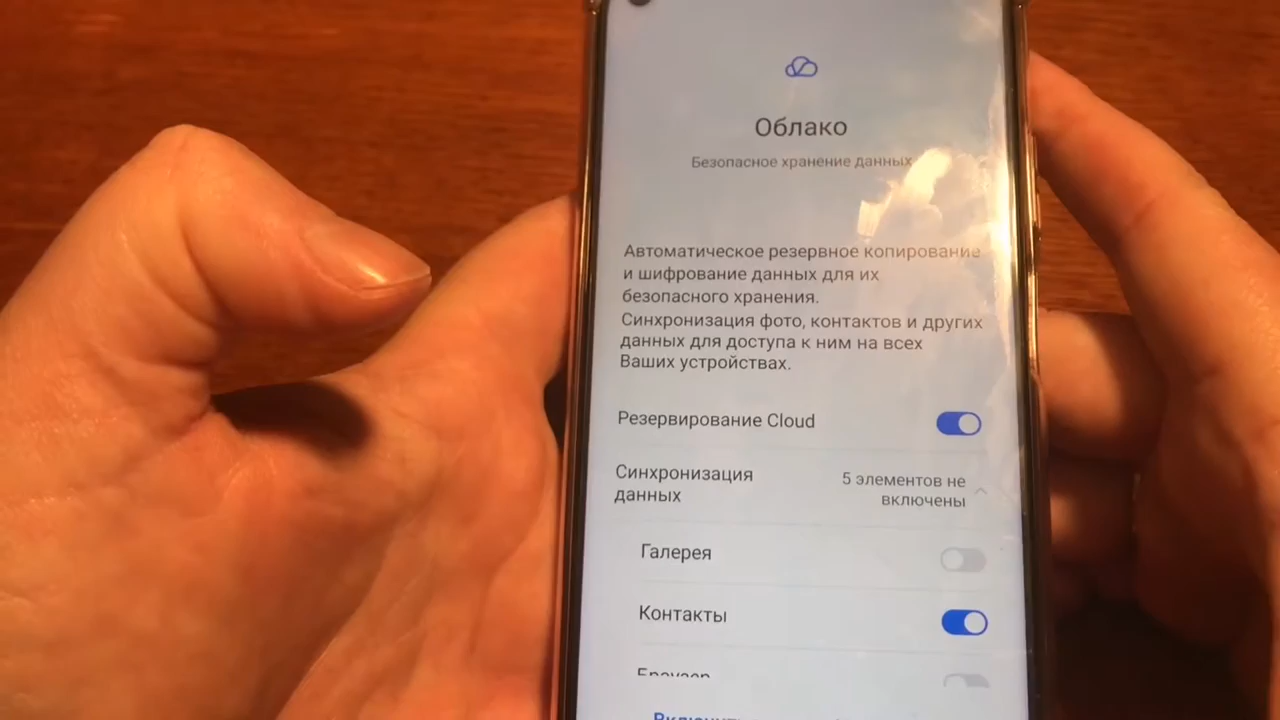 Облако
Безопасное хранение данных
Автоматическое резервное копирование
и шифрование данных для их
безопасного хранения.
Синхронизация фото, контактов и других
данных для доступа к ним на всех
Ваших устройствах.
Резервирование Cloud
Синхронизация
данных
5 элементов не
включены
Галерея
Контакты
Браузер